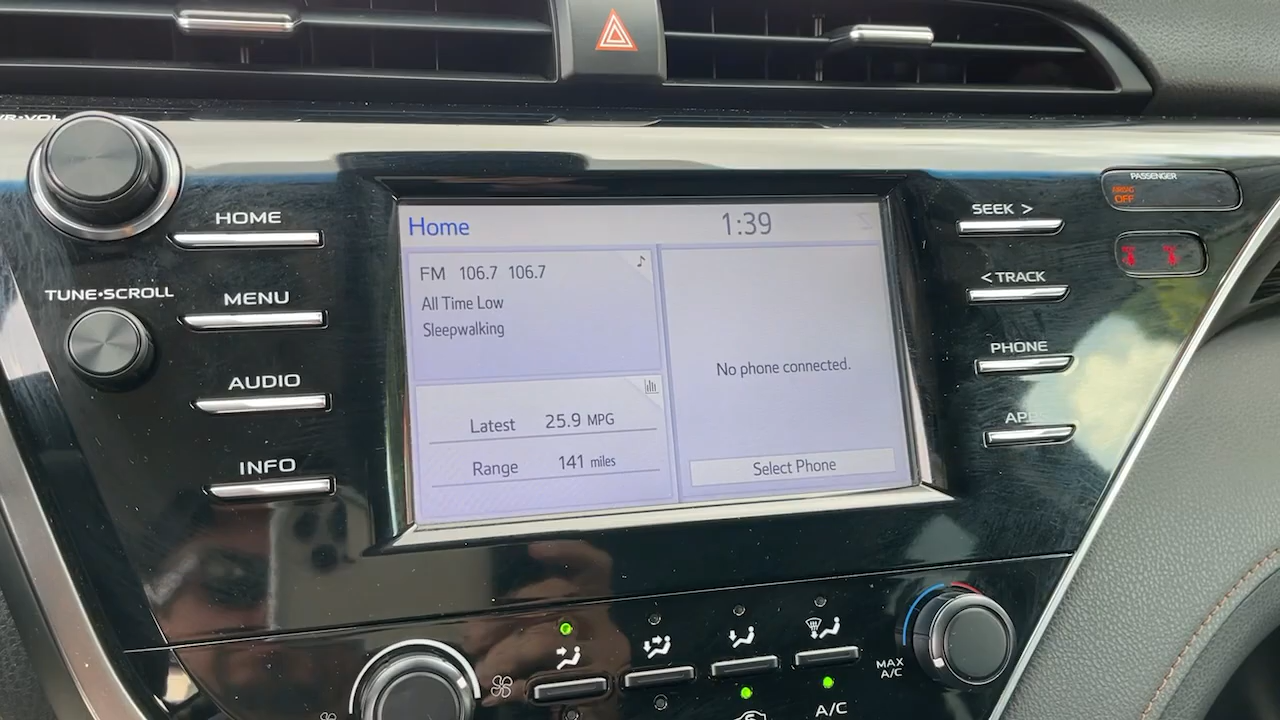 PASSENGER
AIRBAG
OFF
HOME
MENU
TUNE•SCROLL
AUDIO
INFO
Home 1:39
FM 106.7 106.7
All Time Low
Sleepwalking
Latest 25.9 MPG
Range 141 miles
No phone connected.
Select Phone
SEEK >
< TRACK
PHONE
MAX
A/C
A/C